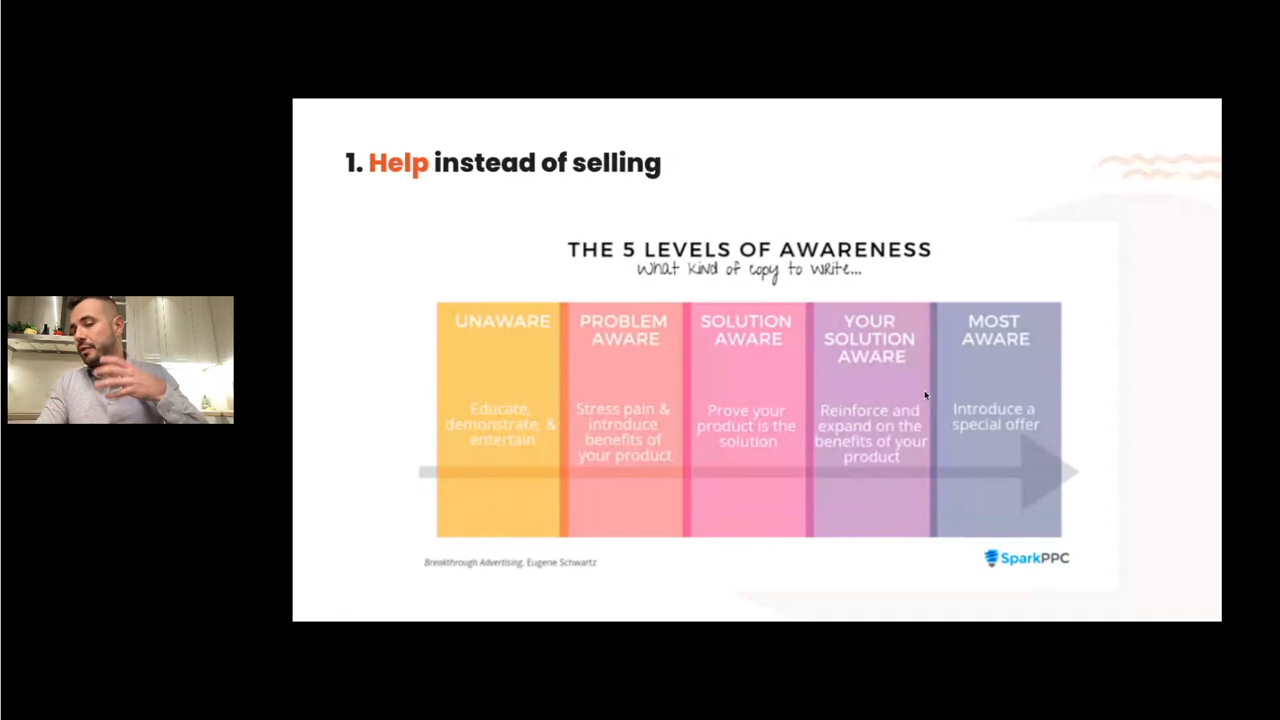 1. Help instead of selling
THE 5 LEVELS OF AWARENESS
what kind of copy to write...
UNAWARE
Educate,
demonstrate, &
entertain
PROBLEM
AWARE
Stress pain &
introduce
benefits of
your product
SOLUTION
AWARE
Prove your
product is the
solution
YOUR
SOLUTION
AWARE
Reinforce and
expand on the
benefits of your
product
MOST
AWARE
Introduce a
special offer
Breakthrough Advertising, Eugene Schwartz
SparkPPC